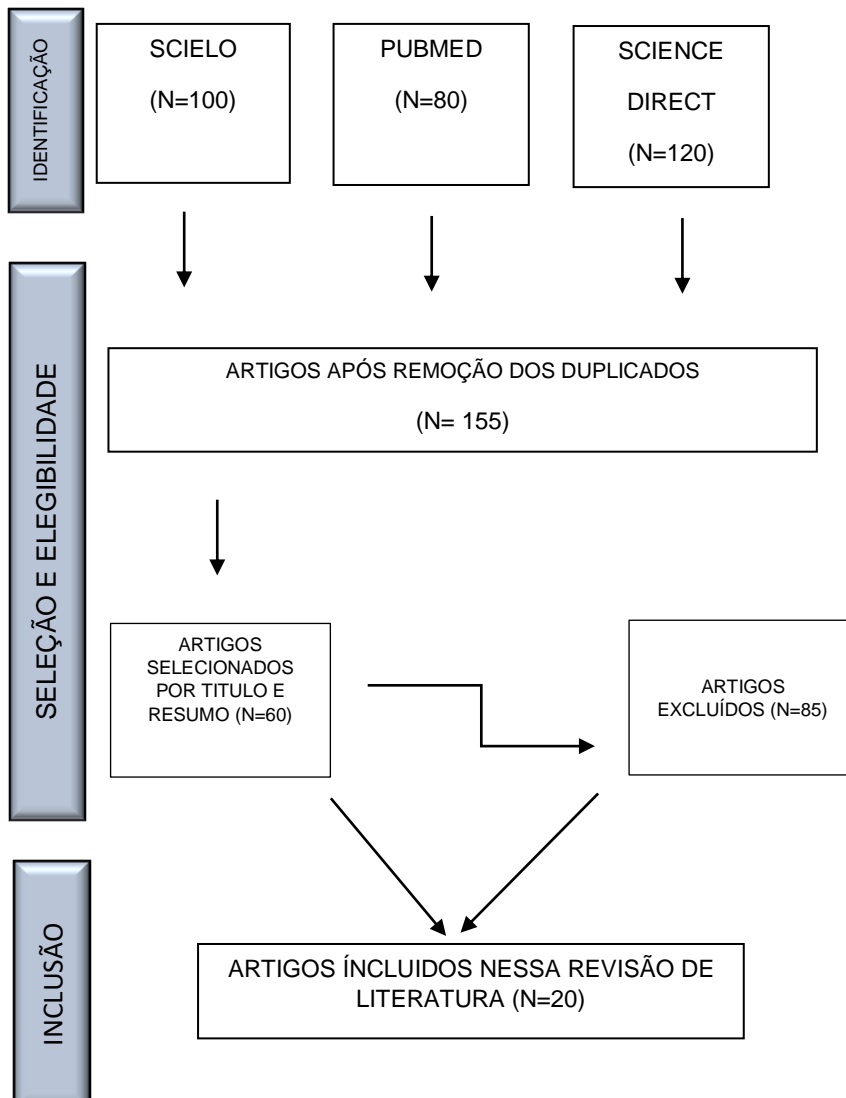 IDENTIFICAÇÃO
SCIELO
(N=100)
PUBMED
(N=80)
SCIENCE
DIRECT
(N=120)
SELEÇÃO E ELEGIBILIDADE
ARTIGOS APÓS REMOÇÃO DOS DUPLICADOS
(N= 155)
ARTIGOS
SELECIONADOS
POR TITULO E
RESUMO (N=60)
ARTIGOS
EXCLUÍDOS (N=85)
INCLUSÃO
ARTIGOS ÍNCLUIDOS NESSA REVISÃO DE
LITERATURA (N=20)